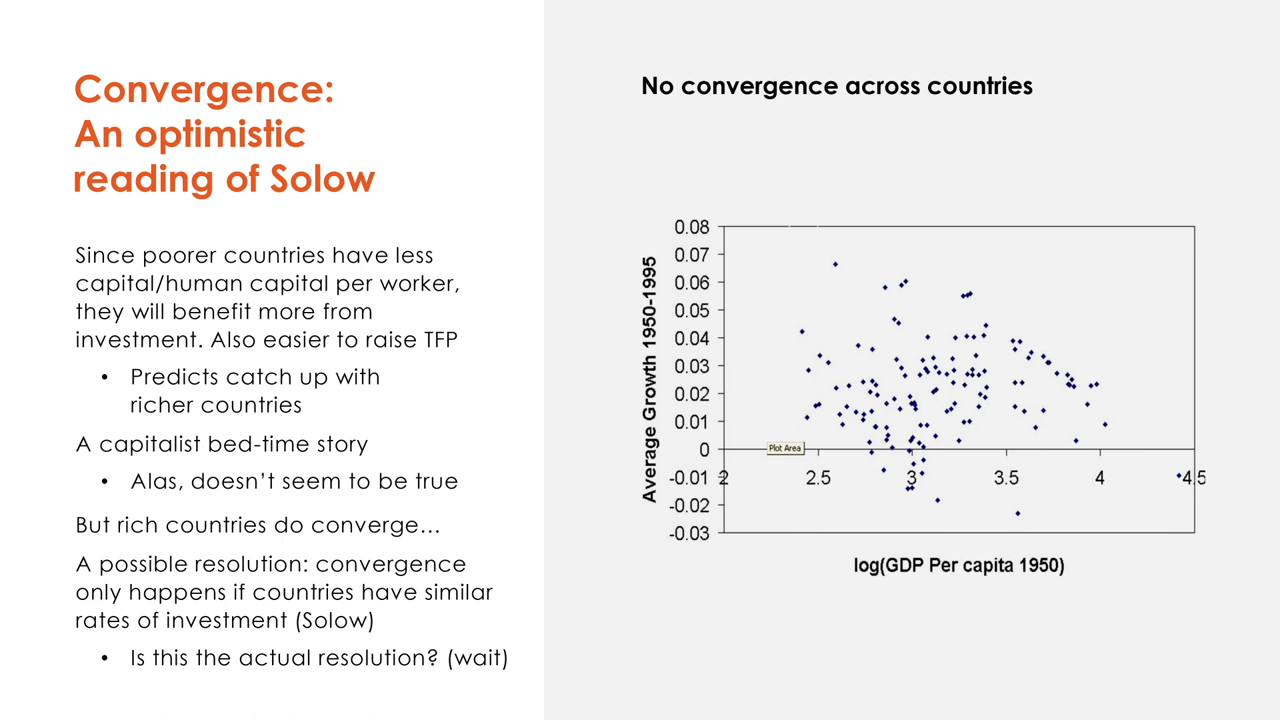 Convergence:
An optimistic
reading of Solow
Since poorer countries have less
capital/human capital per worker,
they will benefit more from
investment. Also easier to raise TFP
• Predicts catch up with
richer countries
A capitalist bed-time story
• Alas, doesn’t seem to be true
But rich countries do converge…
A possible resolution: convergence
only happens if countries have similar
rates of investment (Solow)
• Is this the actual resolution? (wait)
No convergence across countries
Average Growth 1950-1995
0.08
0.07
0.06
0.05
0.04
0.03
0.02
0.01
0
Plot Area
-0.01
2 2.5 3 3.5 4 4.5
-0.02
-0.03
log(GDP Per capita 1950)